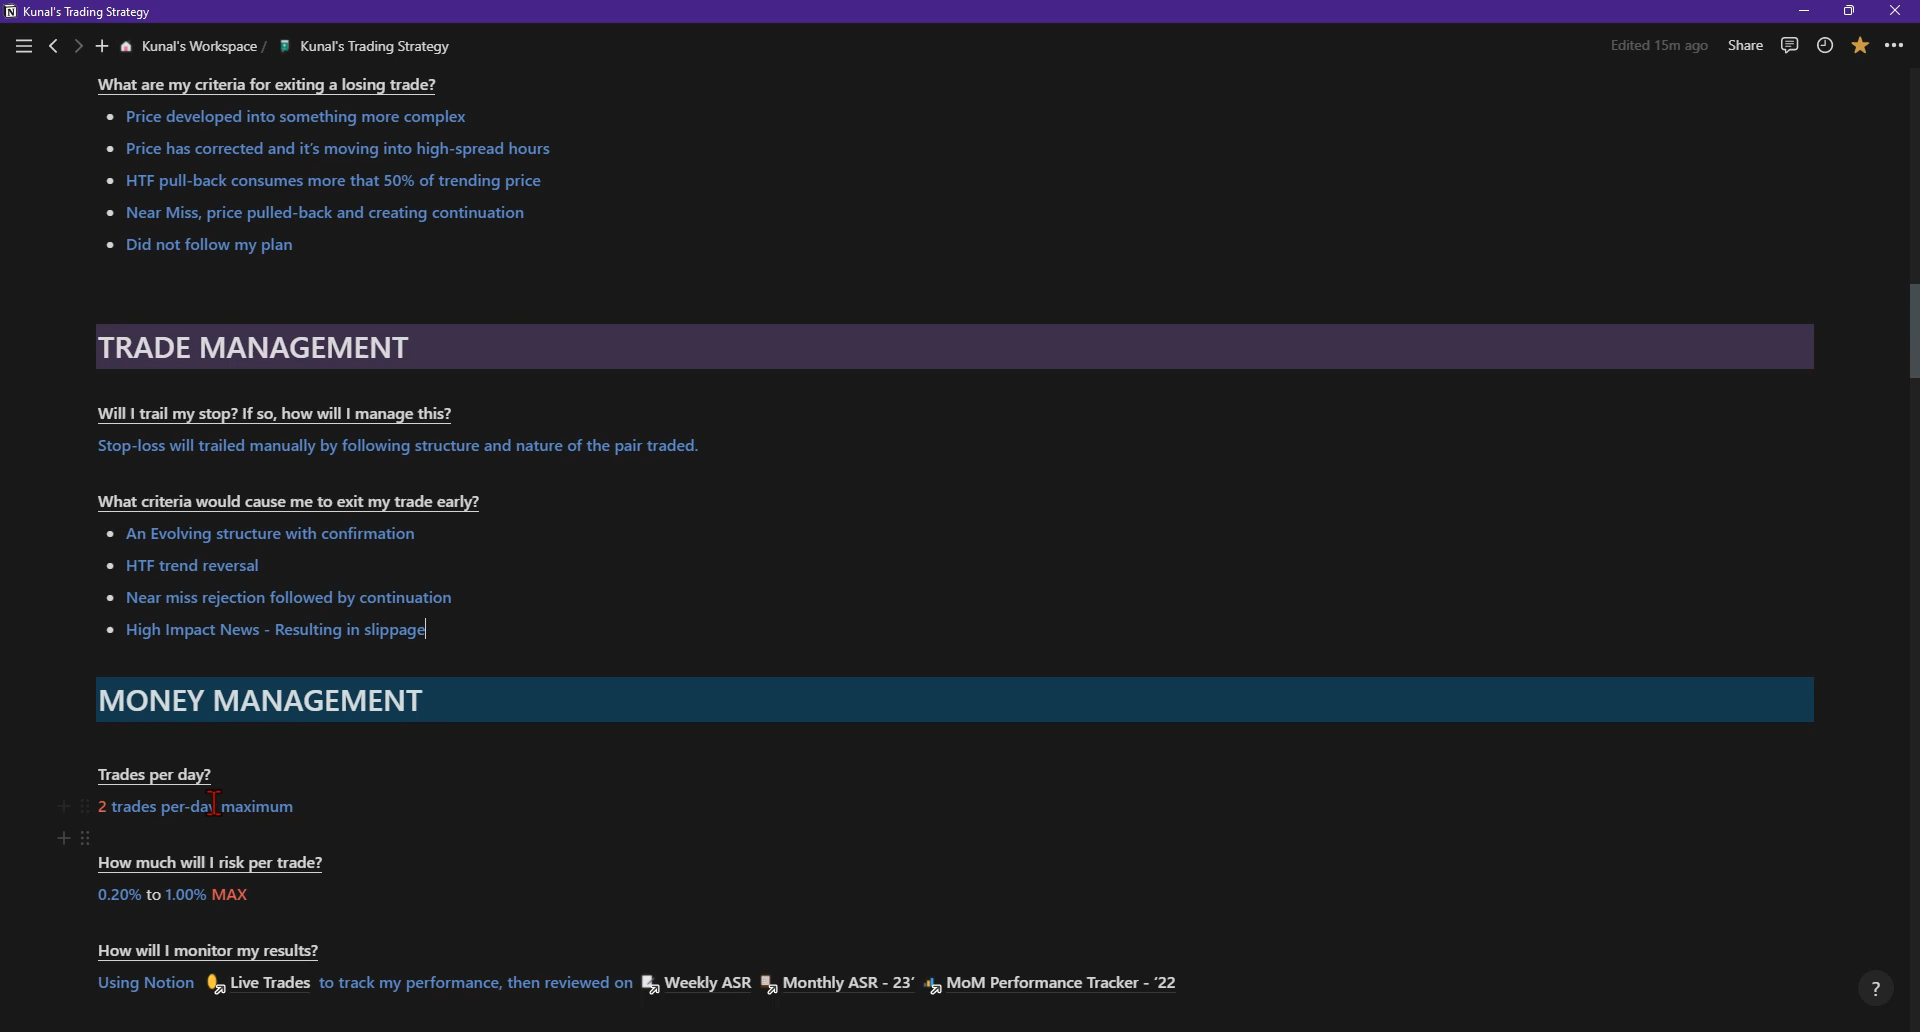 Kunal's Trading Strategy
Kunal's Workspace / Kunal's Trading Strategy
Edited 15m ago Share
What are my criteria for exiting a losing trade?
Price developed into something more complex
Price has corrected and it's moving into high-spread hours
HTF pull-back consumes more that 50% of trending price
Near Miss, price pulled-back and creating continuation
Did not follow my plan
TRADE MANAGEMENT
Will I trail my stop? If so, how will I manage this?
Stop-loss will trailed manually by following structure and nature of the pair traded.
What criteria would cause me to exit my trade early?
An Evolving structure with confirmation
HTF trend reversal
Near miss rejection followed by continuation
High Impact News - Resulting in slippage
MONEY MANAGEMENT
Trades per day?
2 trades per-day maximum
How much will I risk per trade?
0.20% to 1.00% MAX
How will I monitor my results?
Using Notion Live Trades to track my performance, then reviewed on Weekly ASR Monthly ASR - 23' MoM Performance Tracker - '22
?